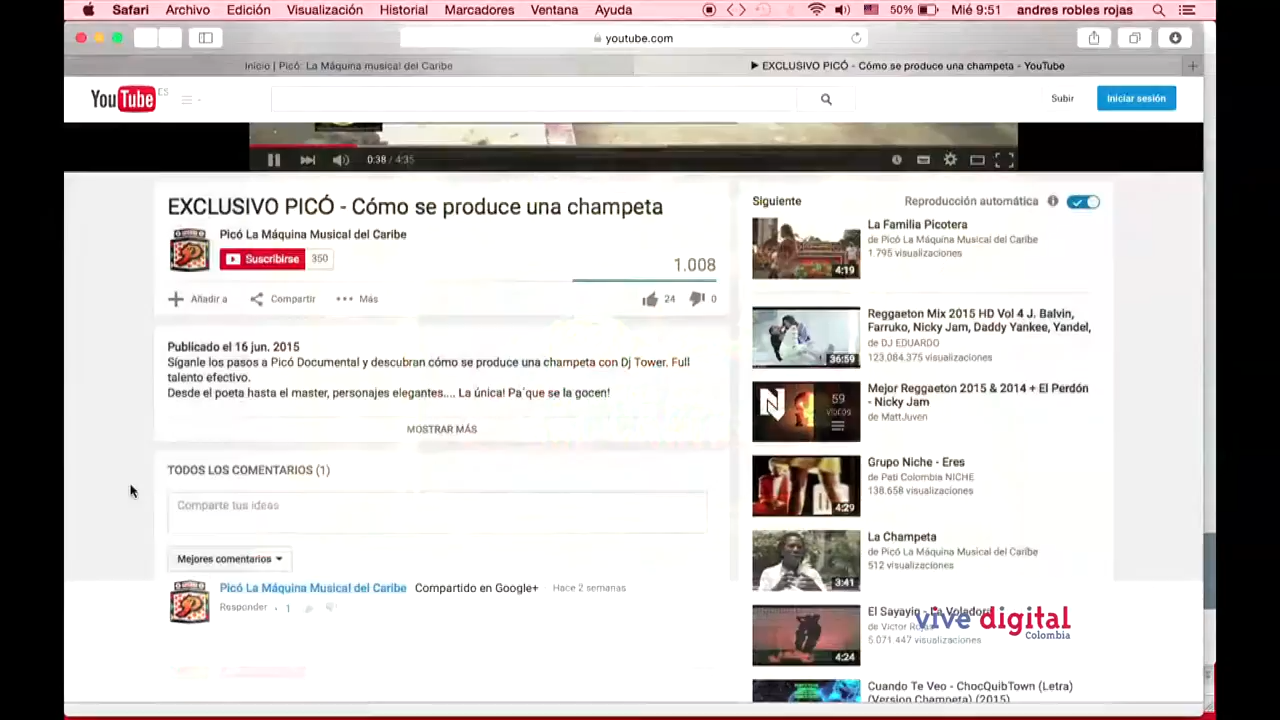 Safari Archivo Edición Visualización Historial Marcadores Ventana Ayuda 50% Mié 9:51 andres robles rojas
youtube.com
Inicio | Picó: La Máquina musical del Caribe
▶ EXCLUSIVO PICÓ - Cómo se produce una champeta - YouTube
YouTube ES
Subir
Iniciar sesión
0:38 / 4:35
EXCLUSIVO PICÓ - Cómo se produce una champeta
Picó La Máquina Musical del Caribe
Suscribirse 350
1.008
Añadir a Compartir Más
24 0
Publicado el 16 jun. 2015
Síganle los pasos a Picó Documental y descubran cómo se produce una champeta con Dj Tower. Full
talento efectivo.
Desde el poeta hasta el master, personajes elegantes.... La única! Pa´que se la gocen!
MOSTRAR MÁS
TODOS LOS COMENTARIOS (1)
Comparte tus ideas
Mejores comentarios
Picó La Máquina Musical del Caribe Compartido en Google+ Hace 2 semanas
Responder · 1
Siguiente
Reproducción automática
La Familia Picotera
de Picó La Máquina Musical del Caribe
1.795 visualizaciones
4:19
Reggaeton Mix 2015 HD Vol 4 J. Balvin,
Farruko, Nicky Jam, Daddy Yankee, Yandel,
de DJ EDUARDO
123.084.375 visualizaciones
36:59
Mejor Reggaeton 2015 & 2014 + El Perdón
- Nicky Jam
de MattJuven
59
videos
Grupo Niche - Eres
de Pati Colombia NICHE
138.658 visualizaciones
4:29
La Champeta
de Picó La Máquina Musical del Caribe
512 visualizaciones
3:41
El Sayayin - La Voladora
de Victor Rojas
5.071.447 visualizaciones
4:24
vive digital
Colombia
Cuando Te Veo - ChocQuibTown (Letra)
(Version Champeta) (2015)